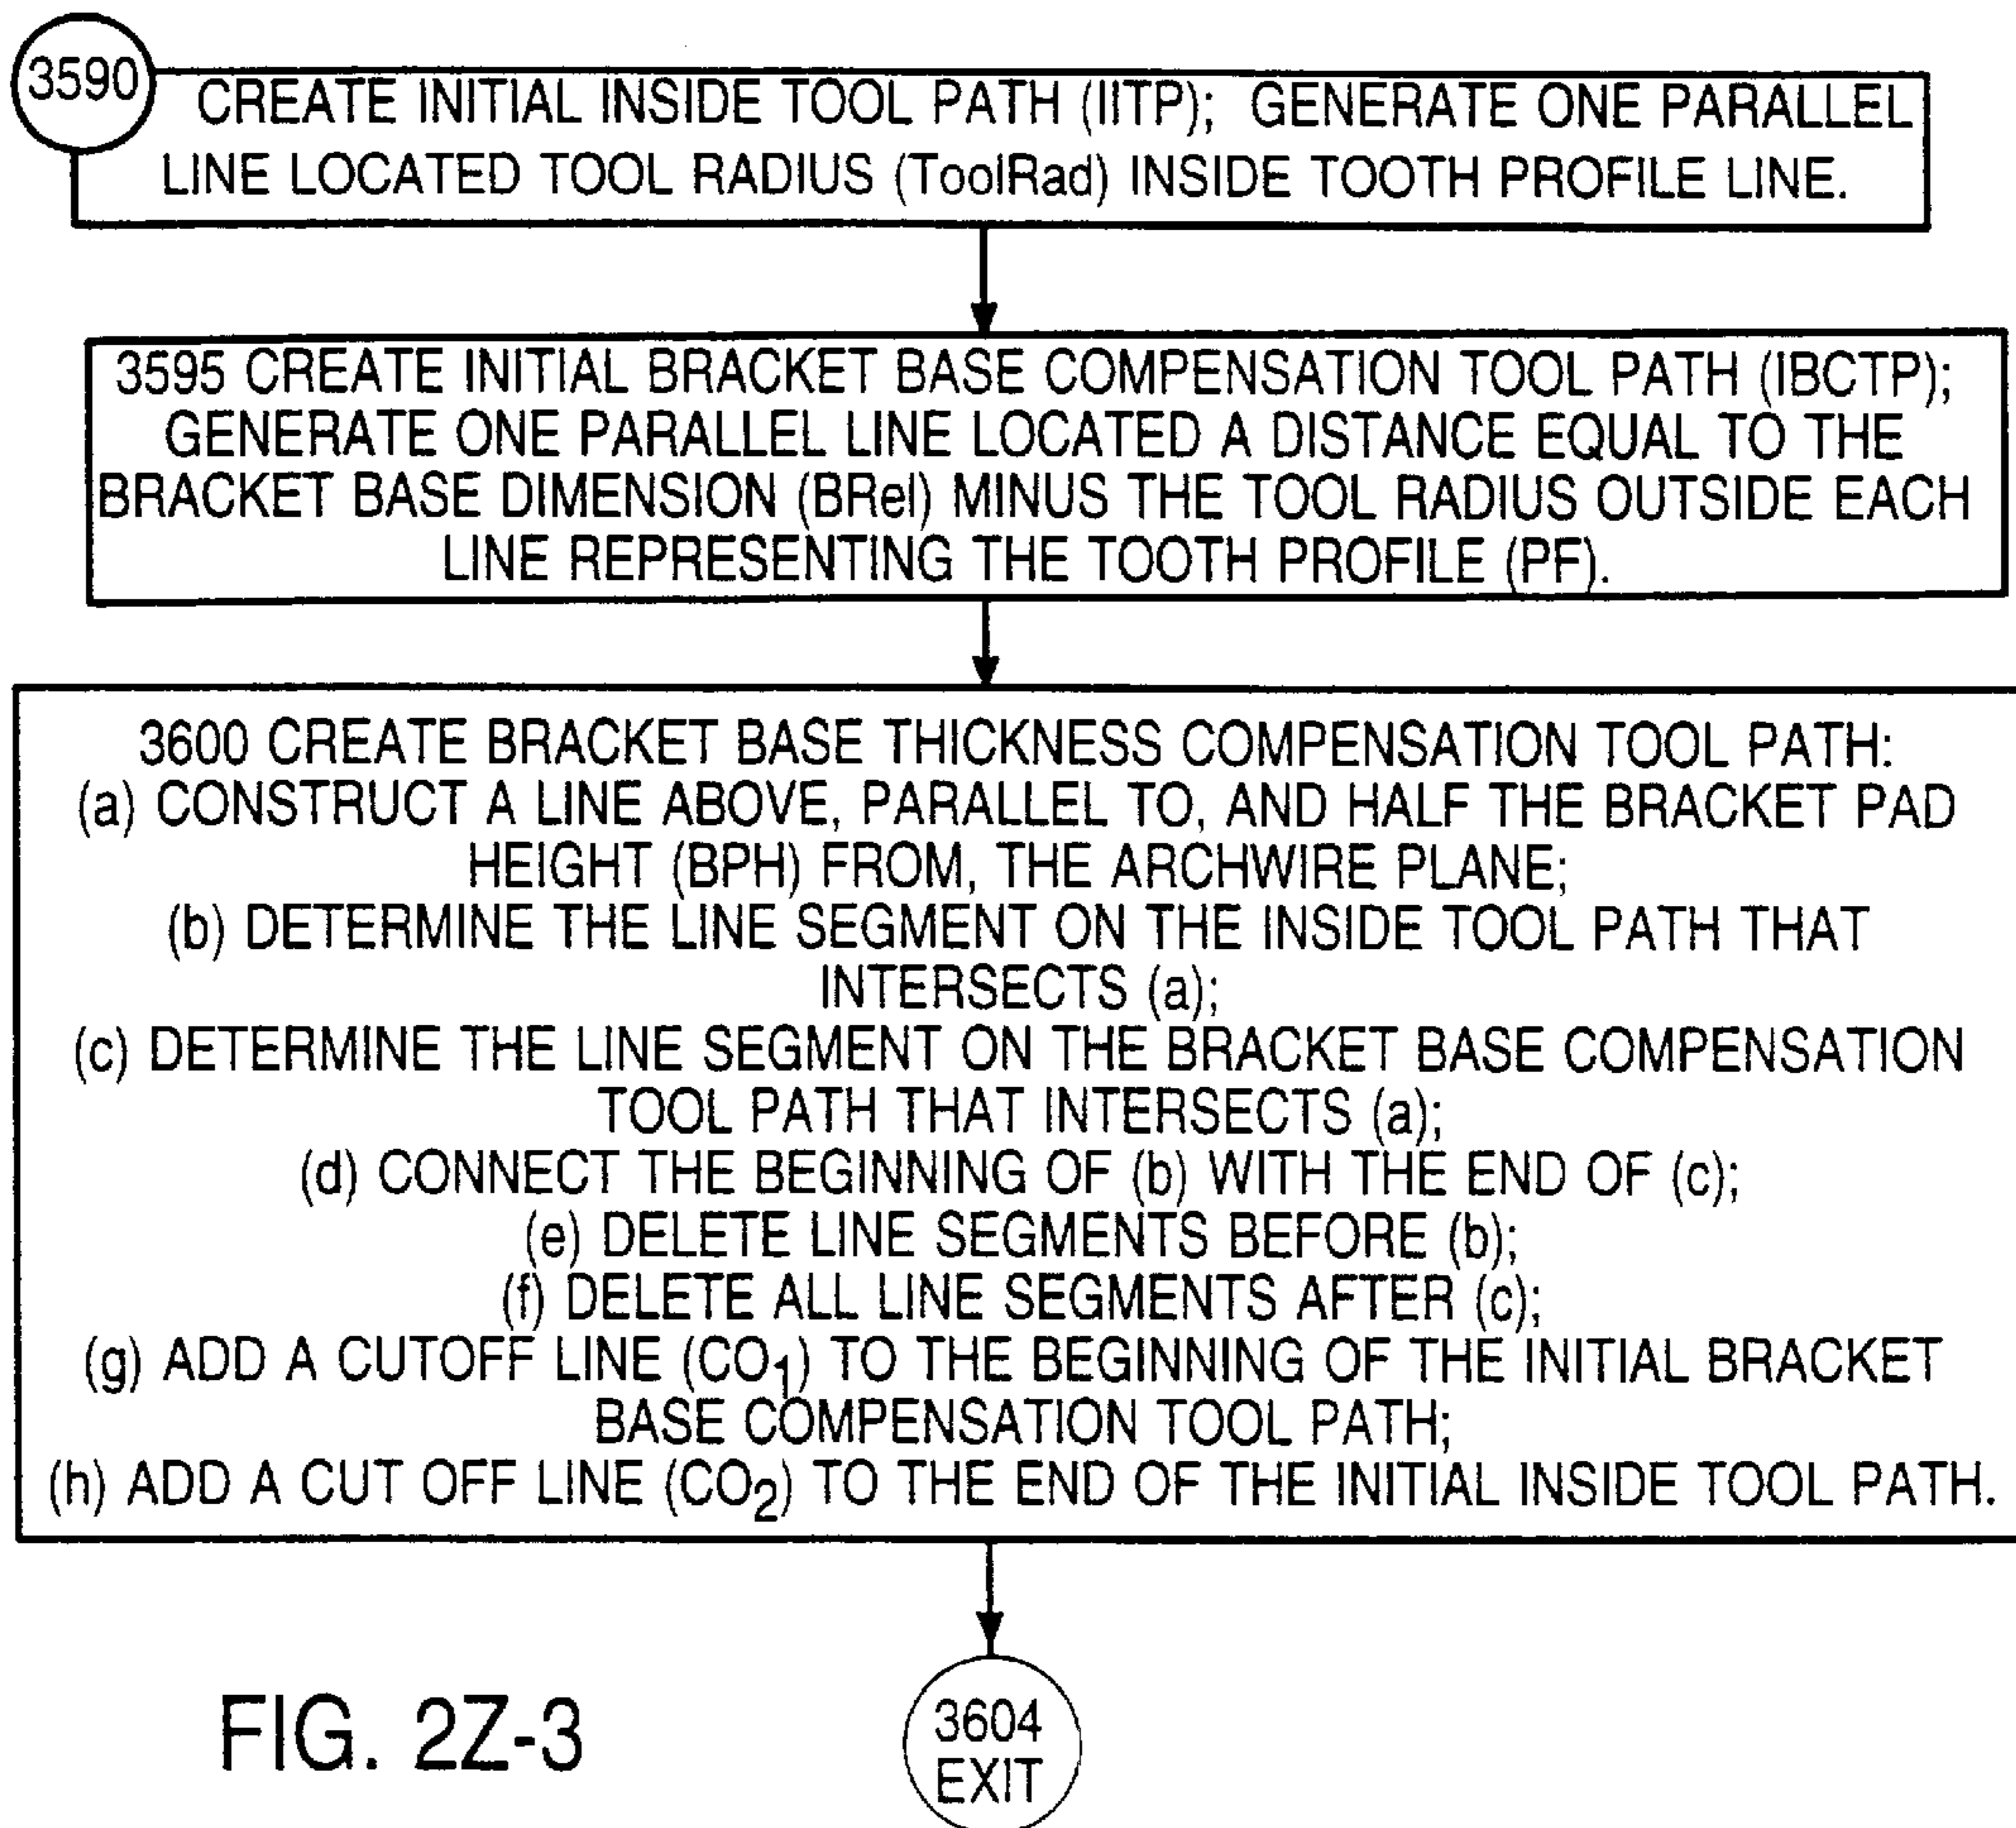 3590
CREATE INITIAL INSIDE TOOL PATH (IITP); GENERATE ONE PARALLEL
LINE LOCATED TOOL RADIUS (ToolRad) INSIDE TOOTH PROFILE LINE.
3595 CREATE INITIAL BRACKET BASE COMPENSATION TOOL PATH (IBCTP);
GENERATE ONE PARALLEL LINE LOCATED A DISTANCE EQUAL TO THE
BRACKET BASE DIMENSION (BRel) MINUS THE TOOL RADIUS OUTSIDE EACH
LINE REPRESENTING THE TOOTH PROFILE (PF).
3600 CREATE BRACKET BASE THICKNESS COMPENSATION TOOL PATH:
(a) CONSTRUCT A LINE ABOVE, PARALLEL TO, AND HALF THE BRACKET PAD
HEIGHT (BPH) FROM, THE ARCHWIRE PLANE;
(b) DETERMINE THE LINE SEGMENT ON THE INSIDE TOOL PATH THAT
INTERSECTS (a);
(c) DETERMINE THE LINE SEGMENT ON THE BRACKET BASE COMPENSATION
TOOL PATH THAT INTERSECTS (a);
(d) CONNECT THE BEGINNING OF (b) WITH THE END OF (c);
(e) DELETE LINE SEGMENTS BEFORE (b);
(f) DELETE ALL LINE SEGMENTS AFTER (c);
(g) ADD A CUTOFF LINE (CO₁) TO THE BEGINNING OF THE INITIAL BRACKET
BASE COMPENSATION TOOL PATH;
(h) ADD A CUT OFF LINE (CO₂) TO THE END OF THE INITIAL INSIDE TOOL PATH.
3604
EXIT
FIG. 2Z-3